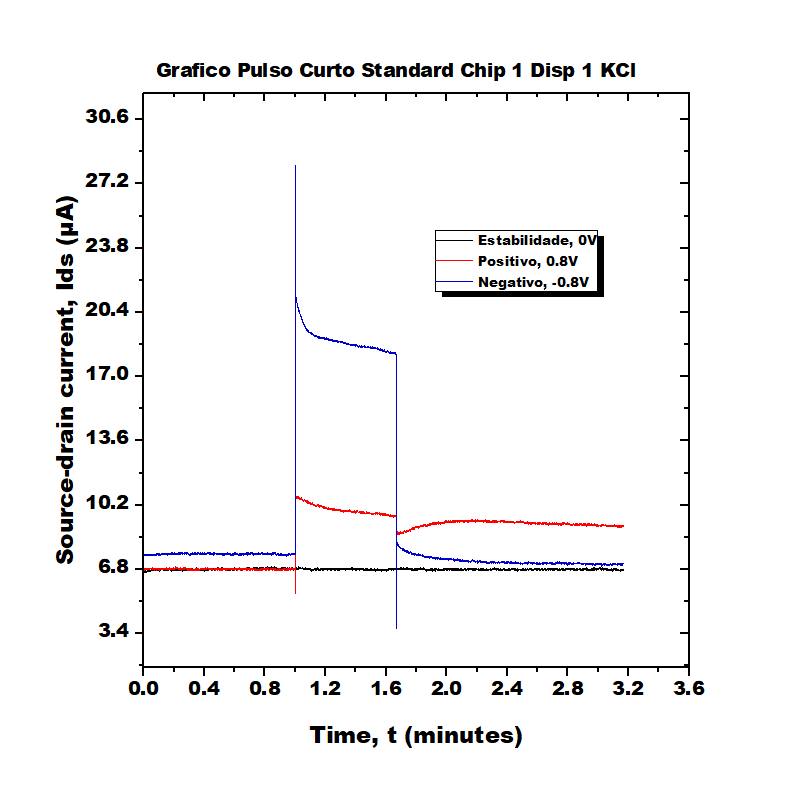 Grafico Pulso Curto Standard Chip 1 Disp 1 KCl
30.6
27.2
23.8
20.4
17.0
13.6
10.2
6.8
3.4
Source-drain current, Ids (µA)
Estabilidade, 0V
Positivo, 0.8V
Negativo, -0.8V
0.0 0.4 0.8 1.2 1.6 2.0 2.4 2.8 3.2 3.6
Time, t (minutes)